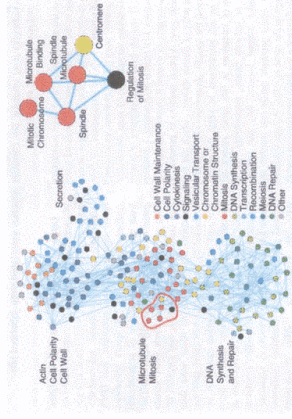 Actin
Cell Polarity
Cell Wall
Secretion
Microtubule
Mitosis
DNA
Synthesis
and Repair
Mitotic
Chromosome
Microtubule
Binding
Spindle
Microtubule
Centromere
Spindle
Regulation
of Mitosis
Cell Wall Maintenance
Cell Polarity
Cytokinesis
Signaling
Vesicular Transport
Chromosome or
Chromatin Structure
Mitosis
DNA Synthesis
Transcription
Recombination
Meiosis
DNA Repair
Other